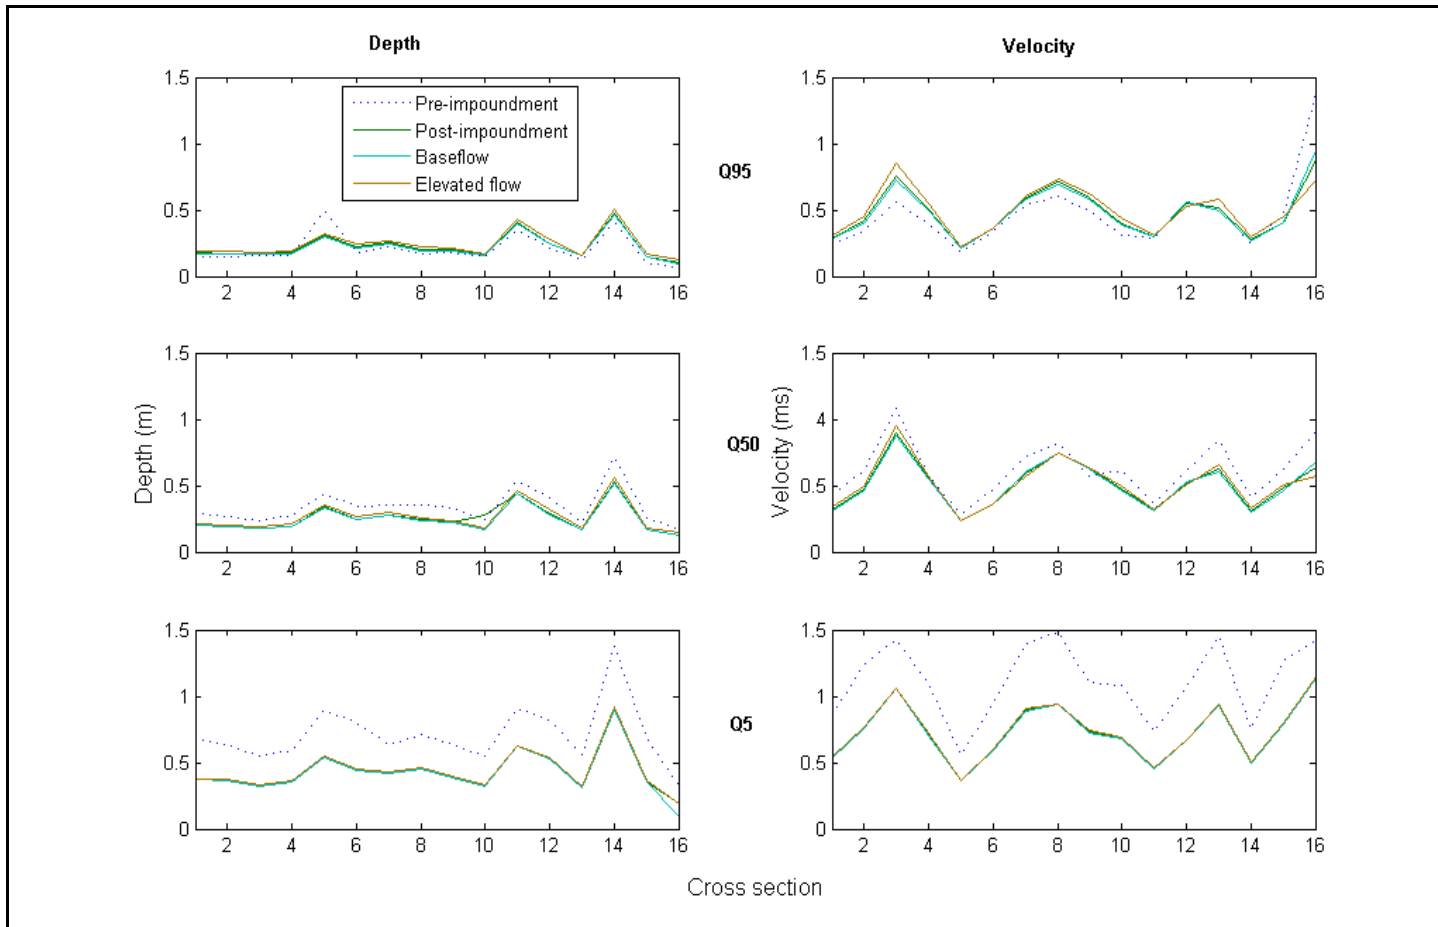 Depth
Velocity
1.5
1
0.5
0
2 4 6 8 10 12 14 16
Pre-impoundment
Post-impoundment
Baseflow
Elevated flow
Q95
1.5
1
0.5
0
2 4 6 8 10 12 14 16
Depth (m)
1.5
1
0.5
0
2 4 6 8 10 12 14 16
Q50
Velocity (ms)
1.5
4
0.5
0
2 4 6 8 10 12 14 16
1.5
1
0.5
0
2 4 6 8 10 12 14 16
Q5
1.5
1
0.5
0
2 4 6 8 10 12 14 16
Cross section